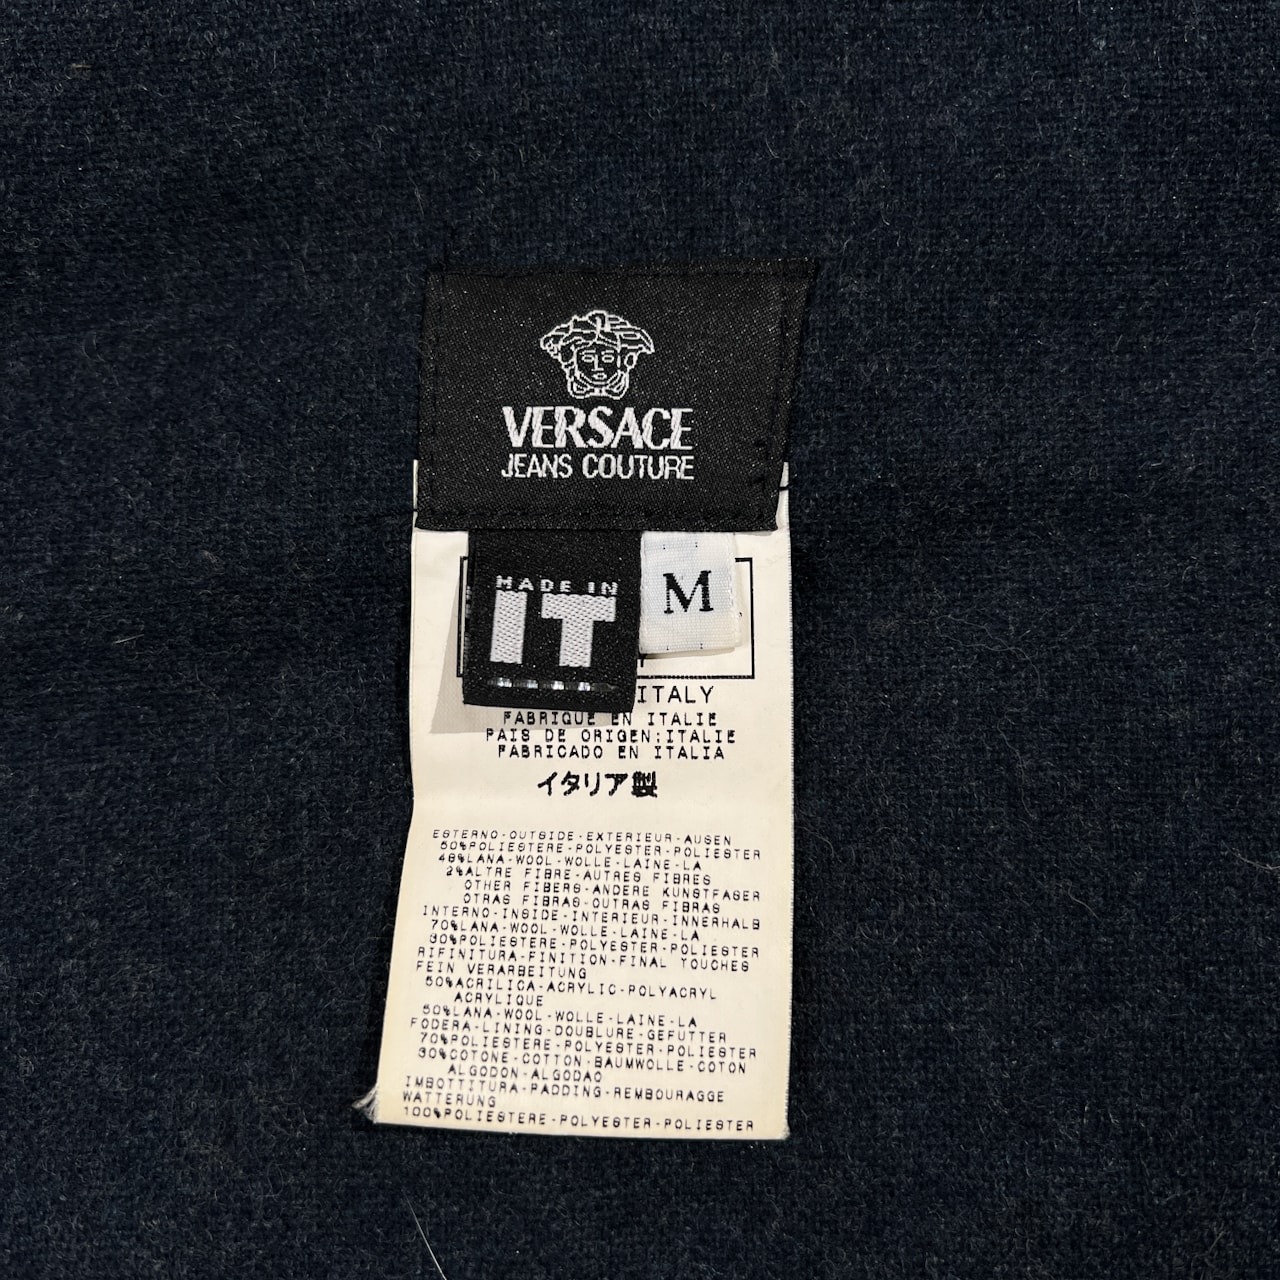 VERSACE
JEANS COUTURE
MADE IN
IT
M
ITALY
FABRIQUE EN ITALIE
PAIS DE ORIGEN:ITALIE
FABRICADO EN ITALIA
イタリア製
ESTERNO-OUTSIDE-EXTERIEUR-AUSEN
50%POLIESTERE-POLYESTER-POLIESTER
48%LANA-WOOL-WOLLE-LAINE-LA
2%ALTRE FIBRE-AUTRES FIBRES
OTHER FIBERS-ANDERE KUNSTFASER
OTRAS FIBRAS-OUTRAS FIBRAS
INTERNO-INSIDE-INTERIEUR-INNERHALB
70%LANA-WOOL-WOLLE-LAINE-LA
30%POLIESTERE-POLYESTER-POLIESTER
RIFINITURA-FINITION-FINAL TOUCHES
FEIN VERARBEITUNG
50%ACRILICA-ACRYLIC-POLYACRYL
ACRYLIQUE
50%LANA-WOOL-WOLLE-LAINE-LA
FODERA-LINING-DOUBLURE-GEFUTTER
70%POLIESTERE-POLYESTER-POLIESTER
30%COTONE-COTTON-BAUMWOLLE-COTON
ALGODON-ALGODAO
IMBOTTITURA-PADDING-REMBOURAGGE
WATTERUNG
100%POLIESTERE-POLYESTER-POLIESTER